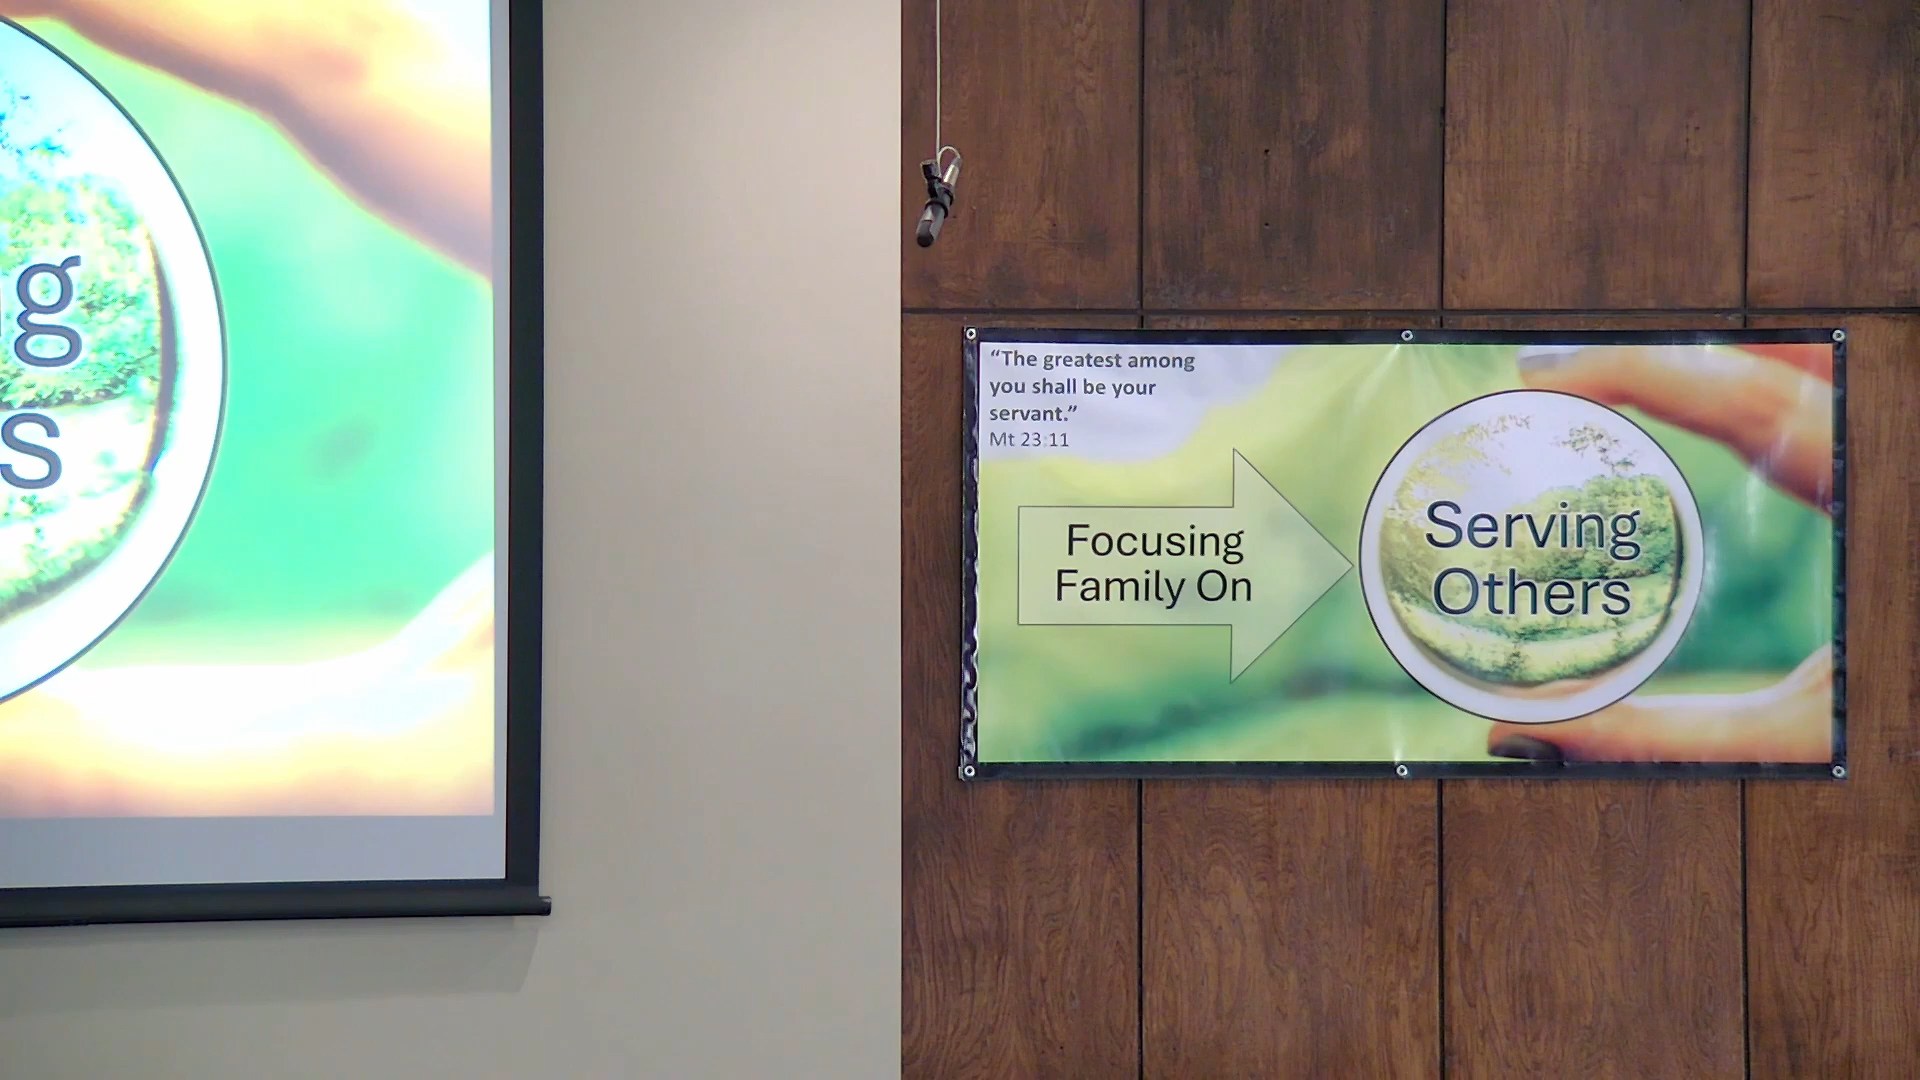 g
s
“The greatest among
you shall be your
servant.”
Mt 23:11
Focusing
Family On
Serving
Others